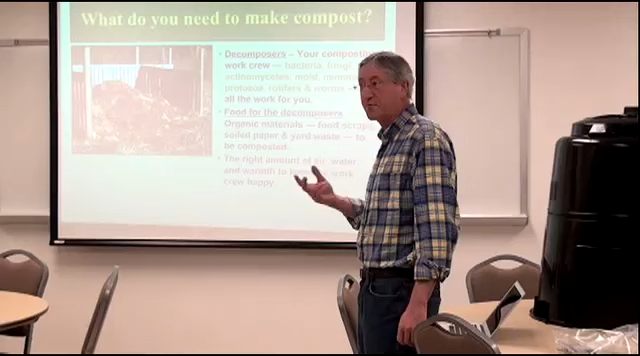 What do you need to make compost?
• Decomposers – Your composting
work crew — bacteria, fungi,
actinomycetes, mold,
protozoa, rotifers & worms —
all the work for you.
• Food for the decomposers
Organic materials — food scraps,
soiled paper & yard waste — to
be composted.
• The right amount of air, water
and warmth to work
crew happy.